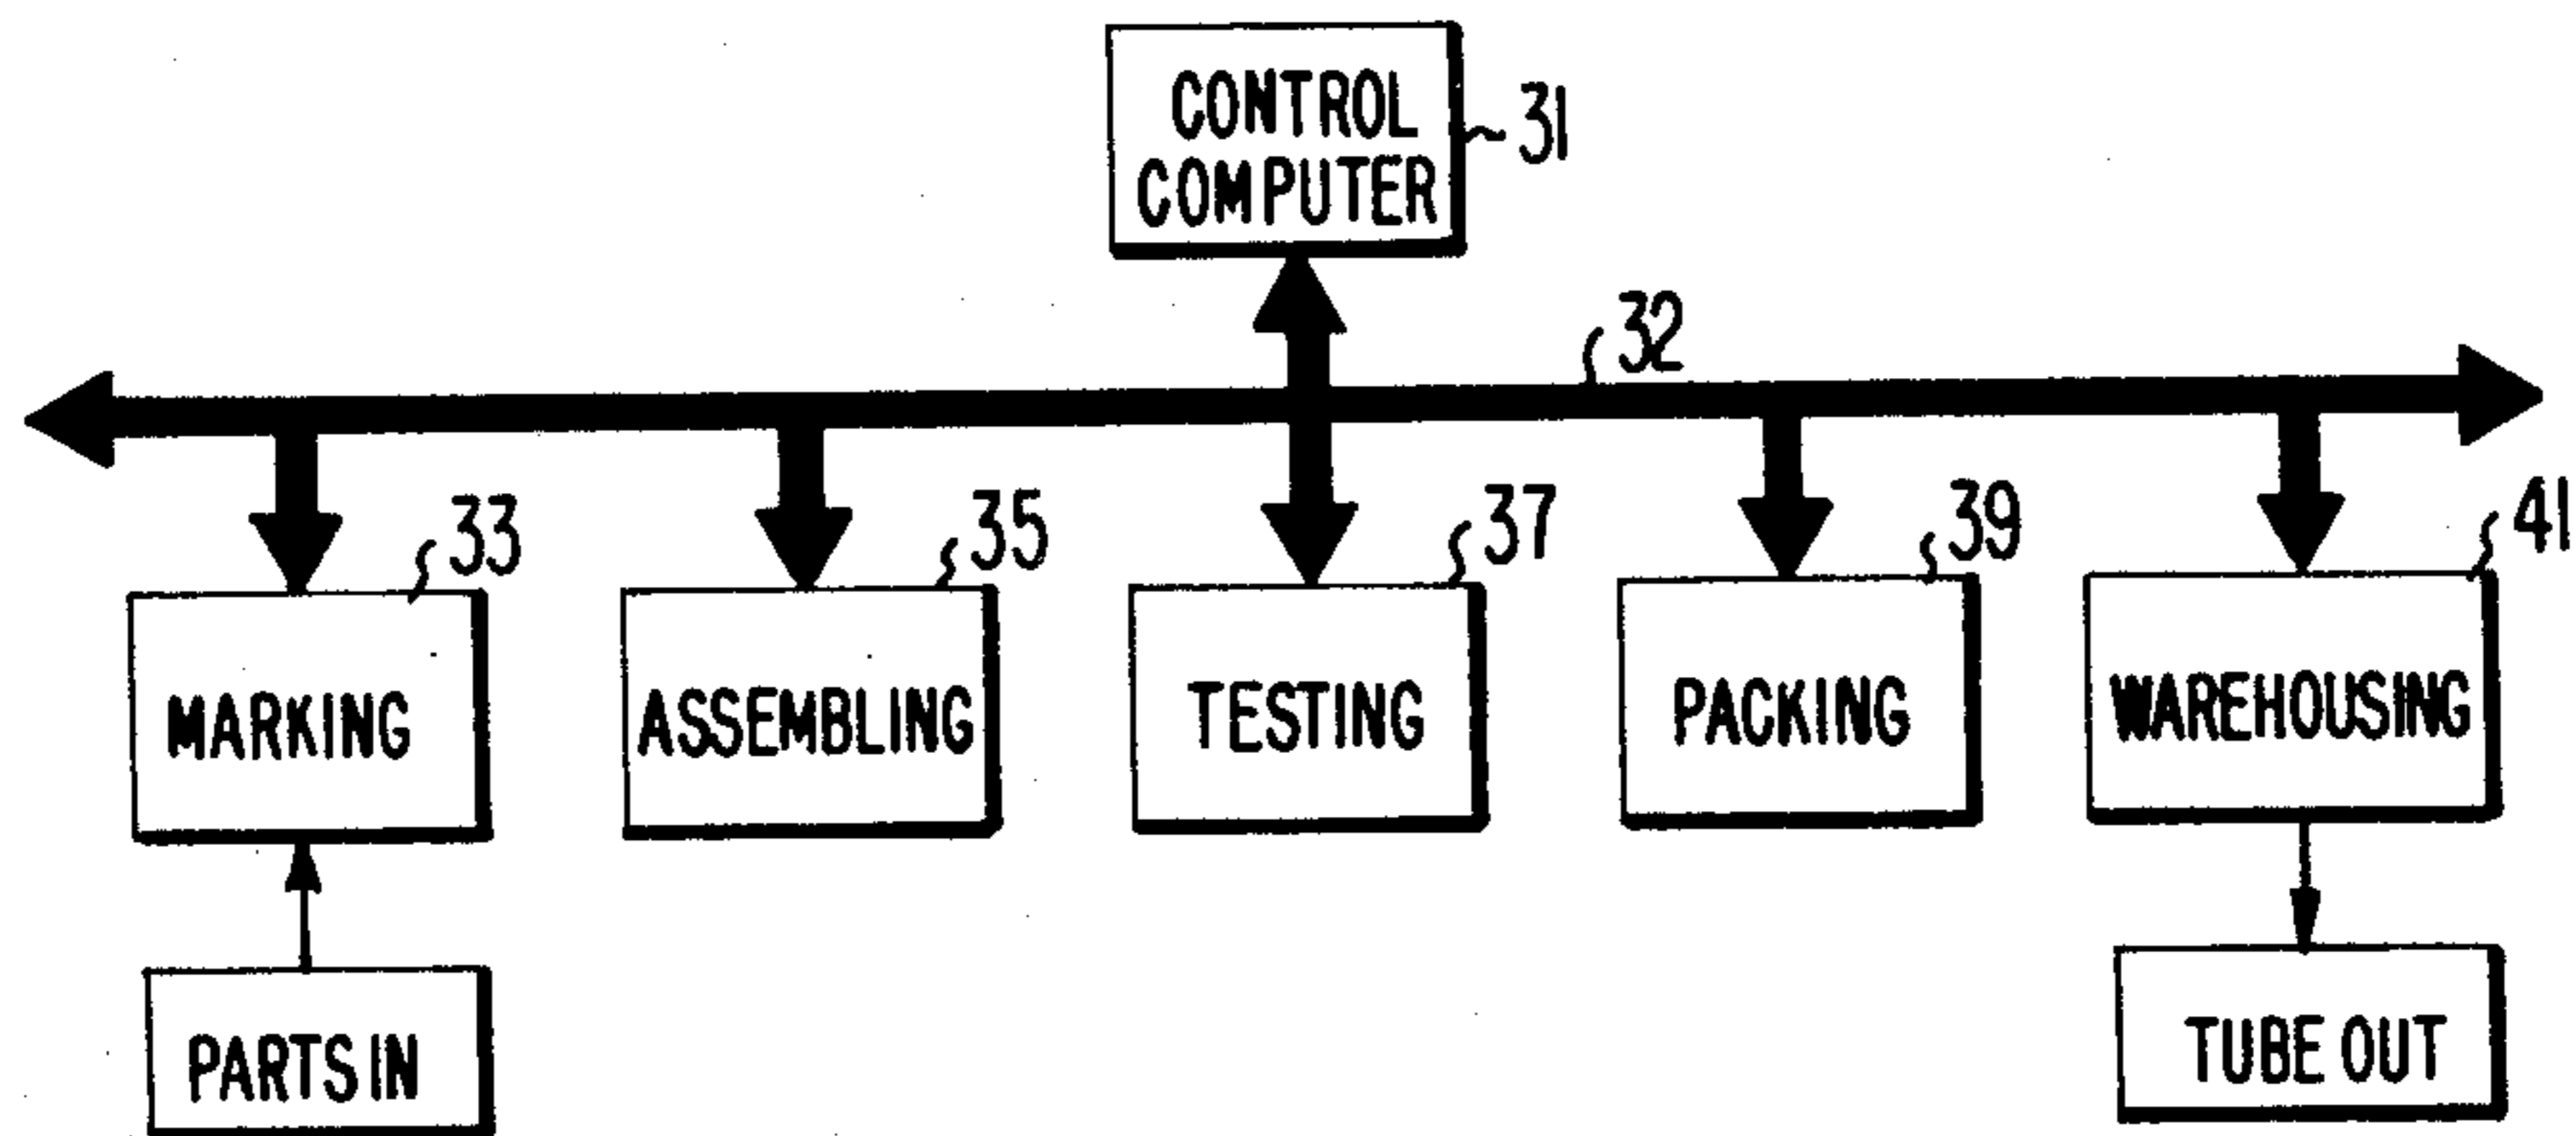 CONTROL
COMPUTER
31
32
33
35
37
39
41
MARKING
ASSEMBLING
TESTING
PACKING
WAREHOUSING
PARTS IN
TUBE OUT